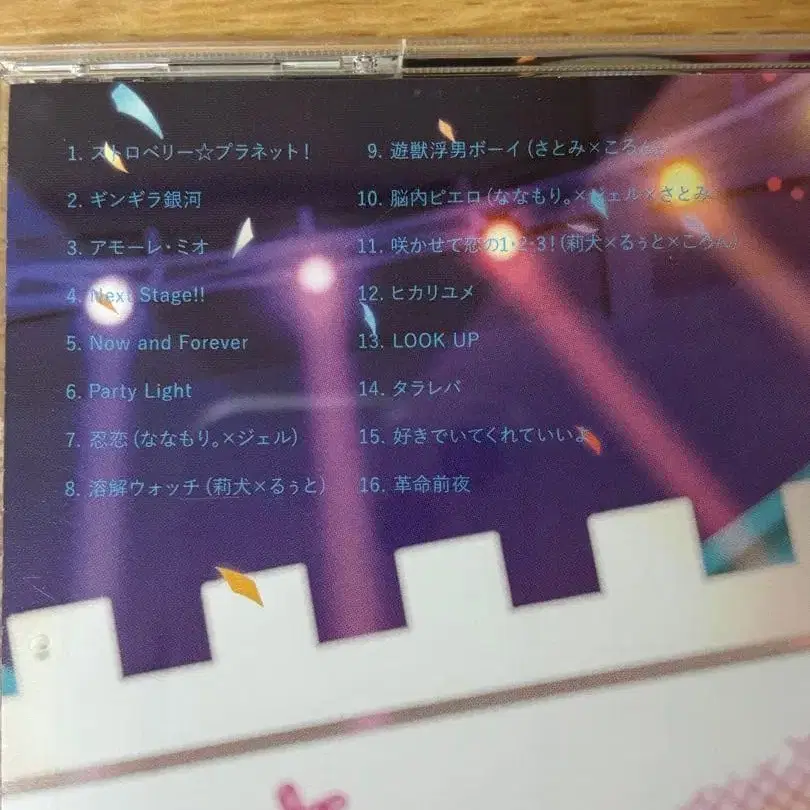 1. ストロベリー☆プラネット!
2. ギンギラ銀河
3. アモーレ・ミオ
4. Next Stage!!
5. Now and Forever
6. Party Light
7. 忍恋(ななもり。×ジェル)
8. 溶解ウォッチ(莉犬×るぅと)
9. 遊獣浮男ボーイ(さとみ×ころん)
10. 脳内ピエロ(ななもり。×ジェル×さとみ)
11. 咲かせて恋の1・2・3!(莉犬×るぅと×ころん)
12. ヒカリユメ
13. LOOK UP
14. タラレバ
15. 好きでいてくれていいよ
16. 革命前夜